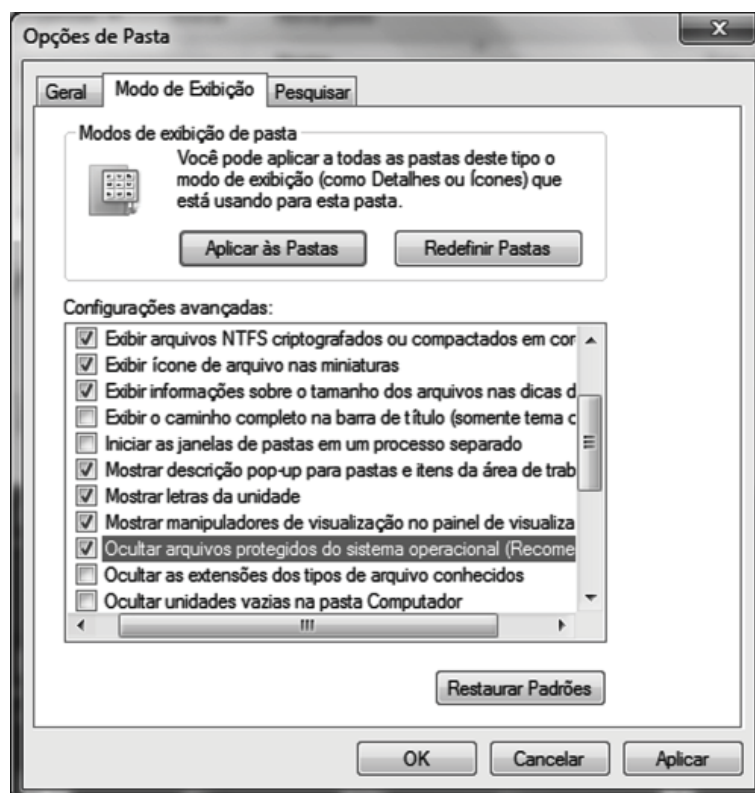 Opções de Pasta
Geral Modo de Exibição Pesquisar
Modos de exibição de pasta
Você pode aplicar a todas as pastas deste tipo o
modo de exibição (como Detalhes ou Ícones) que
está usando para esta pasta.
Aplicar às Pastas Redefinir Pastas
Configurações avançadas:
Exibir arquivos NTFS criptografados ou compactados em cor
Exibir ícone de arquivo nas miniaturas
Exibir informações sobre o tamanho dos arquivos nas dicas d
Exibir o caminho completo na barra de título (somente tema c
Iniciar as janelas de pastas em um processo separado
Mostrar descrição pop-up para pastas e itens da área de trab
Mostrar letras da unidade
Mostrar manipuladores de visualização no painel de visualiza
Ocultar arquivos protegidos do sistema operacional (Recome
Ocultar as extensões dos tipos de arquivo conhecidos
Ocultar unidades vazias na pasta Computador
Restaurar Padrões
OK Cancelar Aplicar